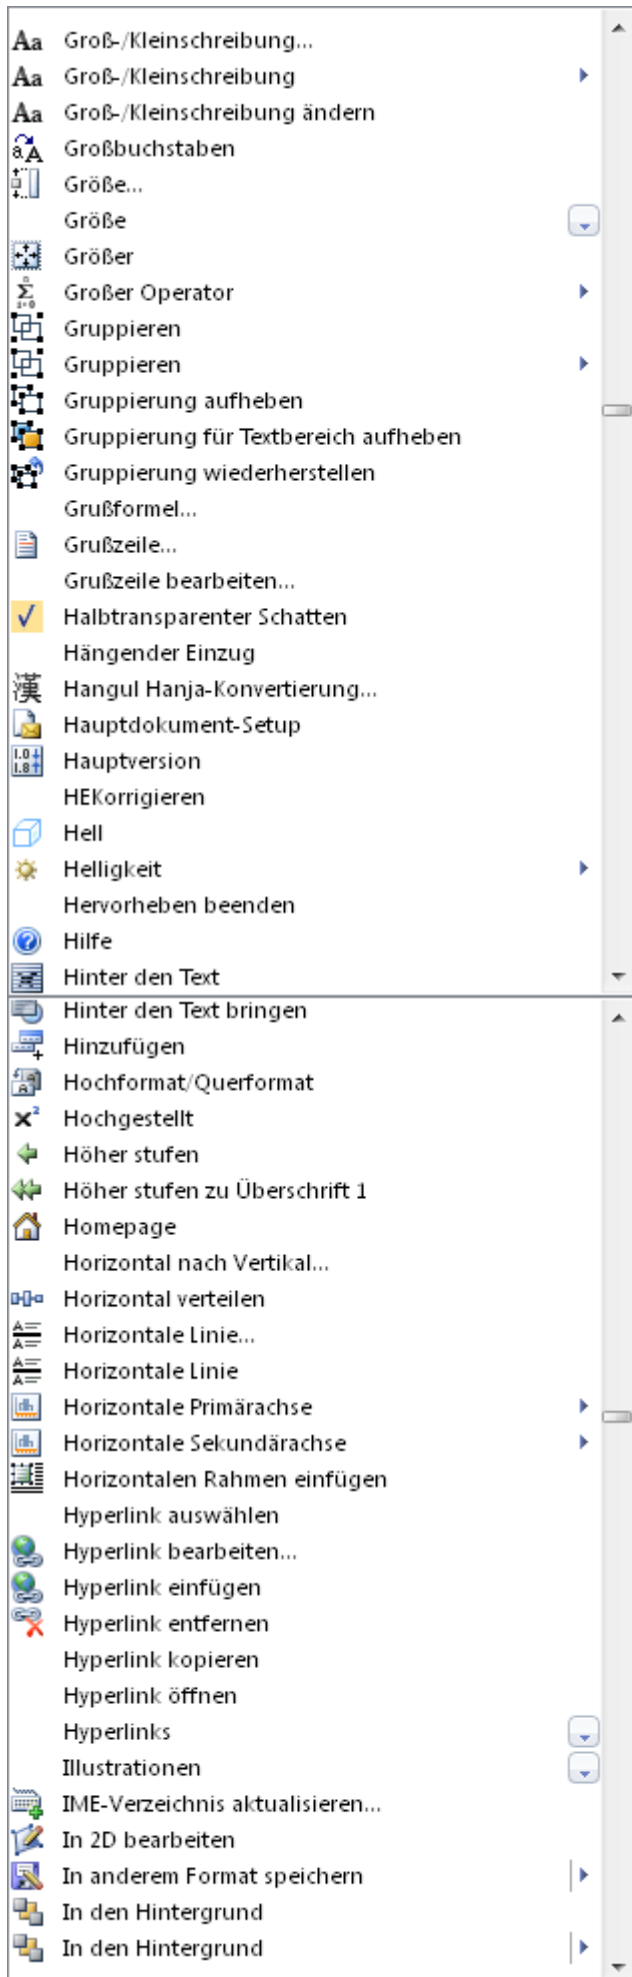 Groß-/Kleinschreibung...
Groß-/Kleinschreibung
Groß-/Kleinschreibung ändern
Großbuchstaben
Größe...
Größe
Größer
Großer Operator
Gruppieren
Gruppieren
Gruppierung aufheben
Gruppierung für Textbereich aufheben
Gruppierung wiederherstellen
Grußformel...
Grußzeile...
Grußzeile bearbeiten...
Halbtransparenter Schatten
Hängender Einzug
Hangul Hanja-Konvertierung...
Hauptdokument-Setup
Hauptversion
HEKorrigieren
Hell
Helligkeit
Hervorheben beenden
Hilfe
Hinter den Text
Hinter den Text bringen
Hinzufügen
Hochformat/Querformat
Hochgestellt
Höher stufen
Höher stufen zu Überschrift 1
Homepage
Horizontal nach Vertikal...
Horizontal verteilen
Horizontale Linie...
Horizontale Linie
Horizontale Primärachse
Horizontale Sekundärachse
Horizontalen Rahmen einfügen
Hyperlink auswählen
Hyperlink bearbeiten...
Hyperlink einfügen
Hyperlink entfernen
Hyperlink kopieren
Hyperlink öffnen
Hyperlinks
Illustrationen
IME-Verzeichnis aktualisieren...
In 2D bearbeiten
In anderem Format speichern
In den Hintergrund
In den Hintergrund